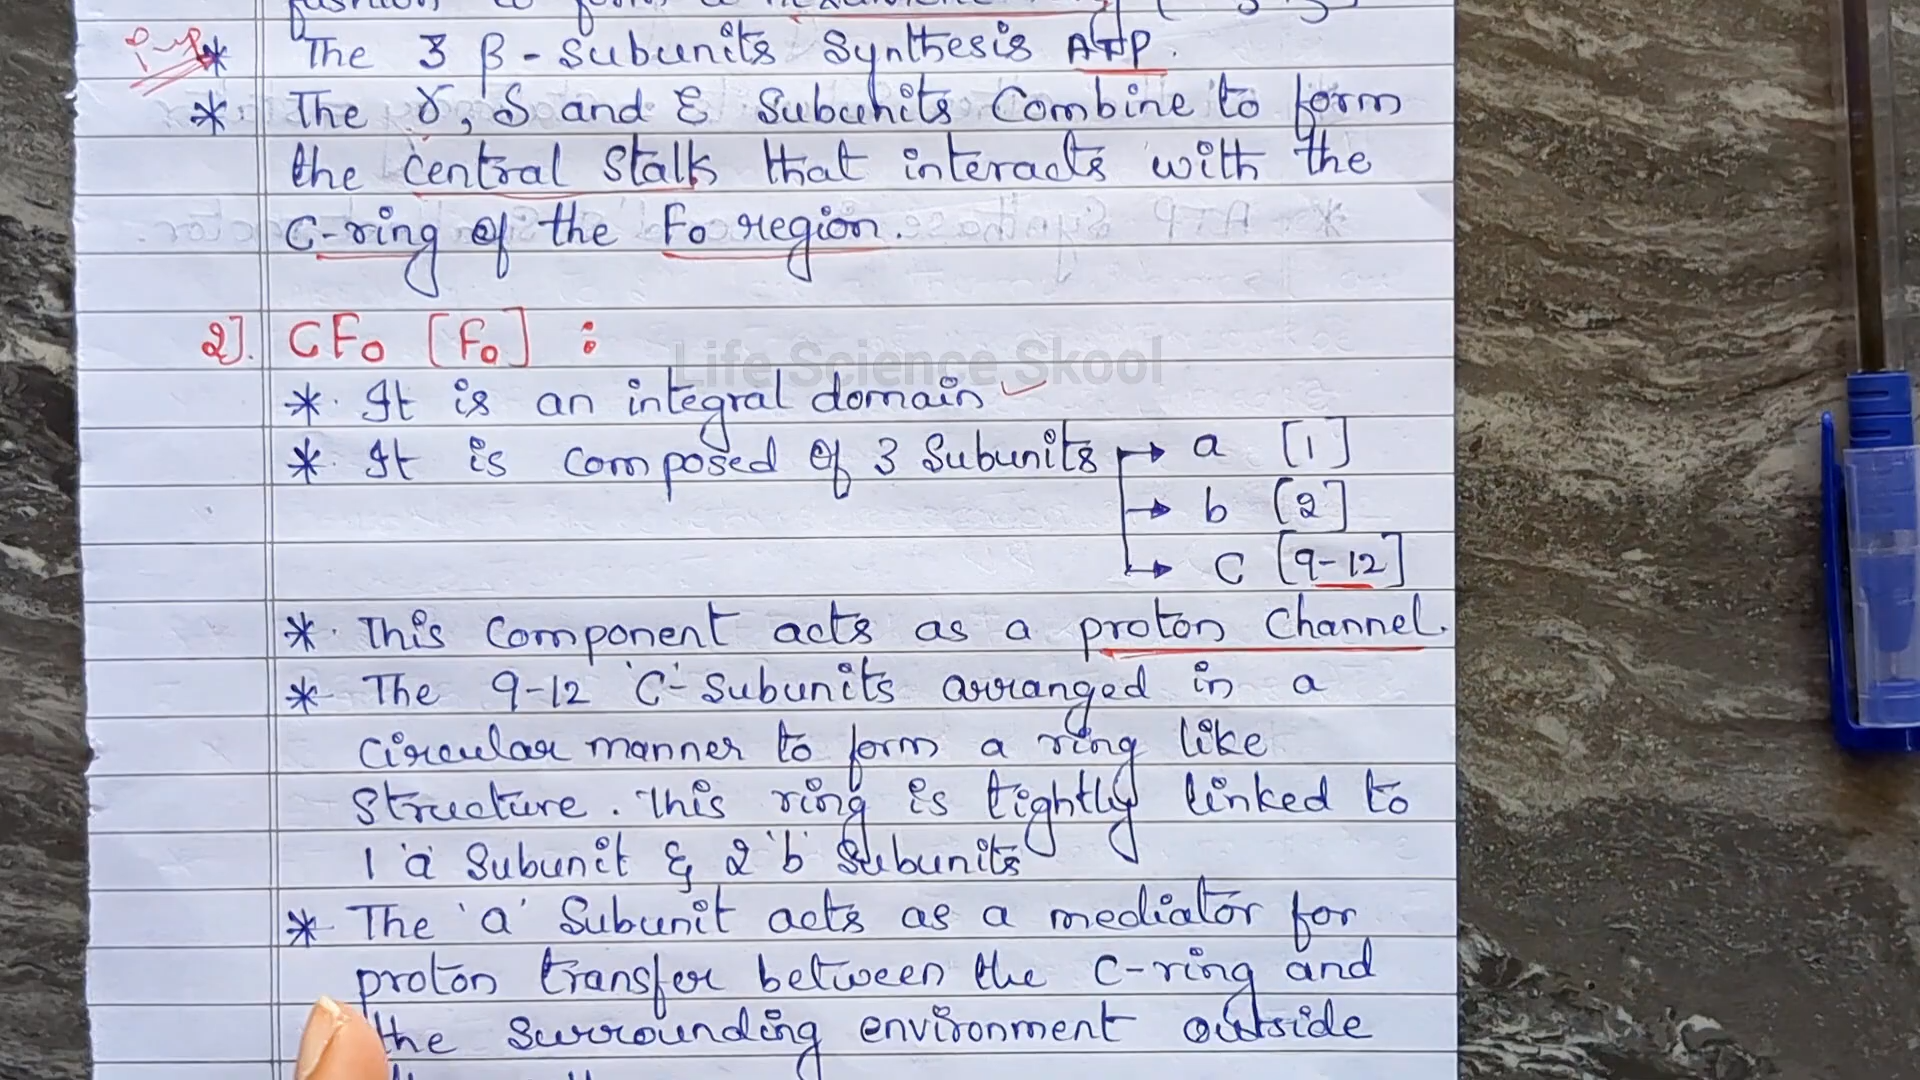 * The 3 β-Subunits Synthesis ATP.
* The γ, δ and ε Subunits Combine to form
the central stalk that interacts with the
C-ring of the Fo region.
2]. CFo [Fo] :
Life Science Skool
* It is an integral domain
* It is composed of 3 Subunits → a [1]
→ b [2]
→ C [9-12]
* This Component acts as a proton Channel.
* The 9-12 'C'-Subunits arranged in a
circular manner to form a ring like
structure. This ring is tightly linked to
1 'a' Subunit & 2 'b' Subunits
* The 'a' Subunit acts as a mediator for
proton transfer between the C-ring and
the surrounding environment outside